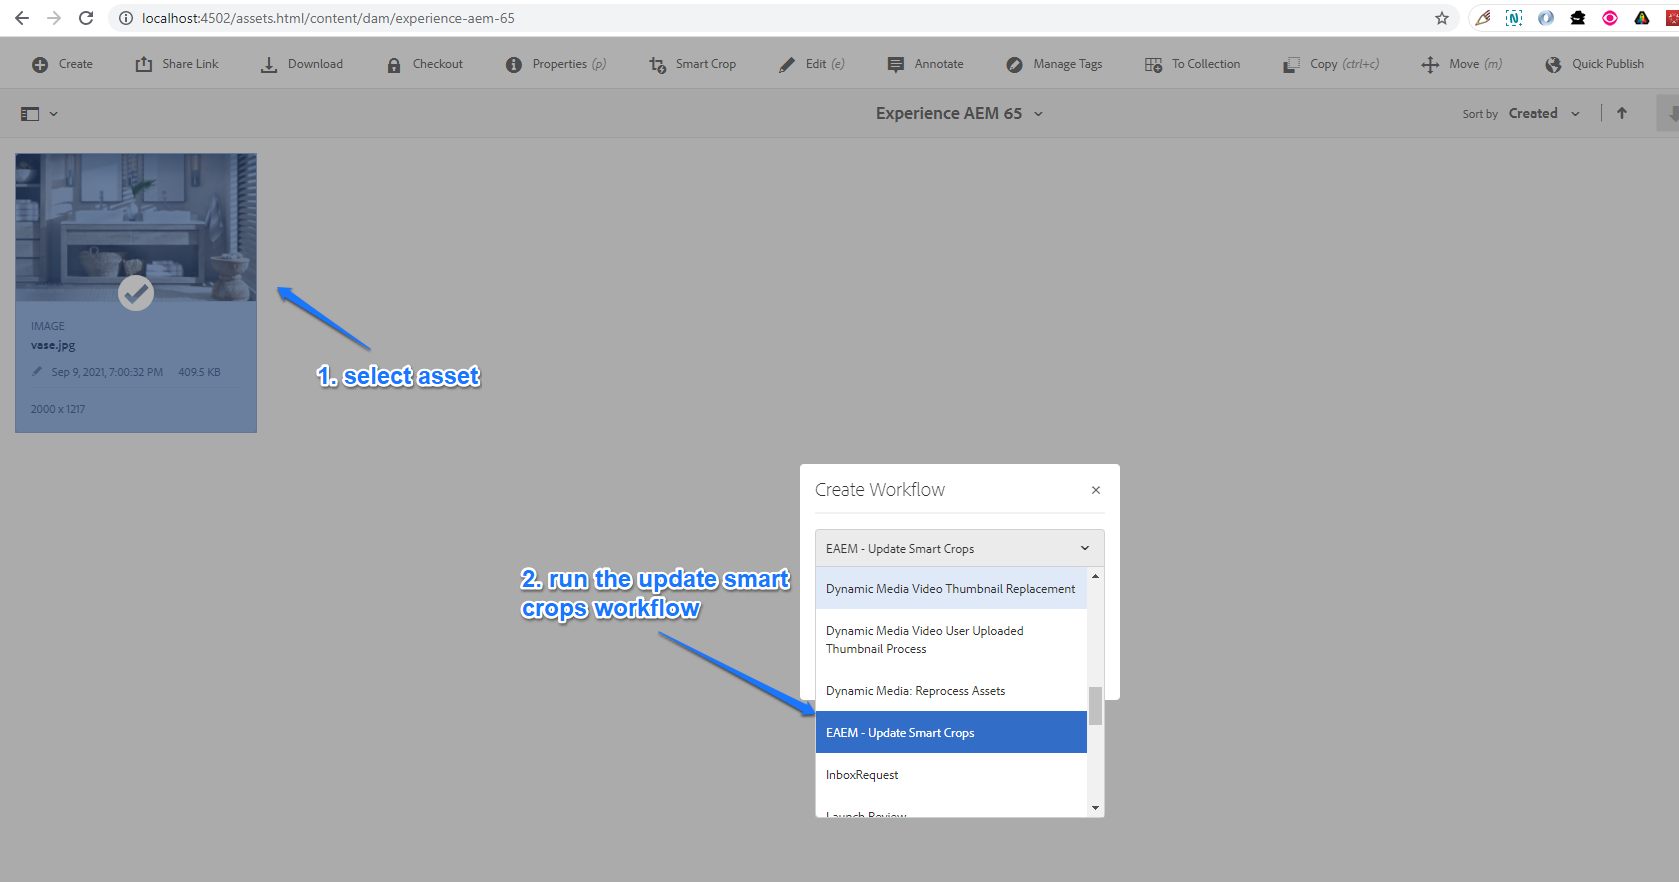 localhost:4502/assets.html/content/dam/experience-aem-65
Create Share Link Download Checkout Properties (p) Smart Crop Edit (e) Annotate Manage Tags To Collection Copy (ctrl+c) Move (m) Quick Publish
Experience AEM 65
Sort by Created
IMAGE
vase.jpg
Sep 9, 2021, 7:00:32 PM 409.5 KB
2000 x 1217
1. select asset
Create Workflow
EAEM - Update Smart Crops
2. run the update smart
crops workflow
Dynamic Media Video Thumbnail Replacement
Dynamic Media Video User Uploaded
Thumbnail Process
Dynamic Media: Reprocess Assets
EAEM - Update Smart Crops
InboxRequest
Launch Review